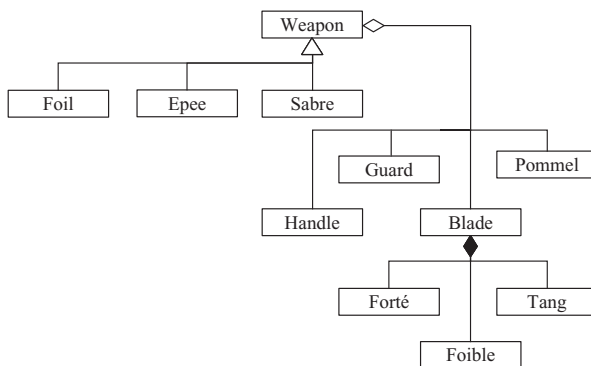 Weapon
Foil
Epee
Sabre
Guard
Pommel
Handle
Blade
Forté
Tang
Foible